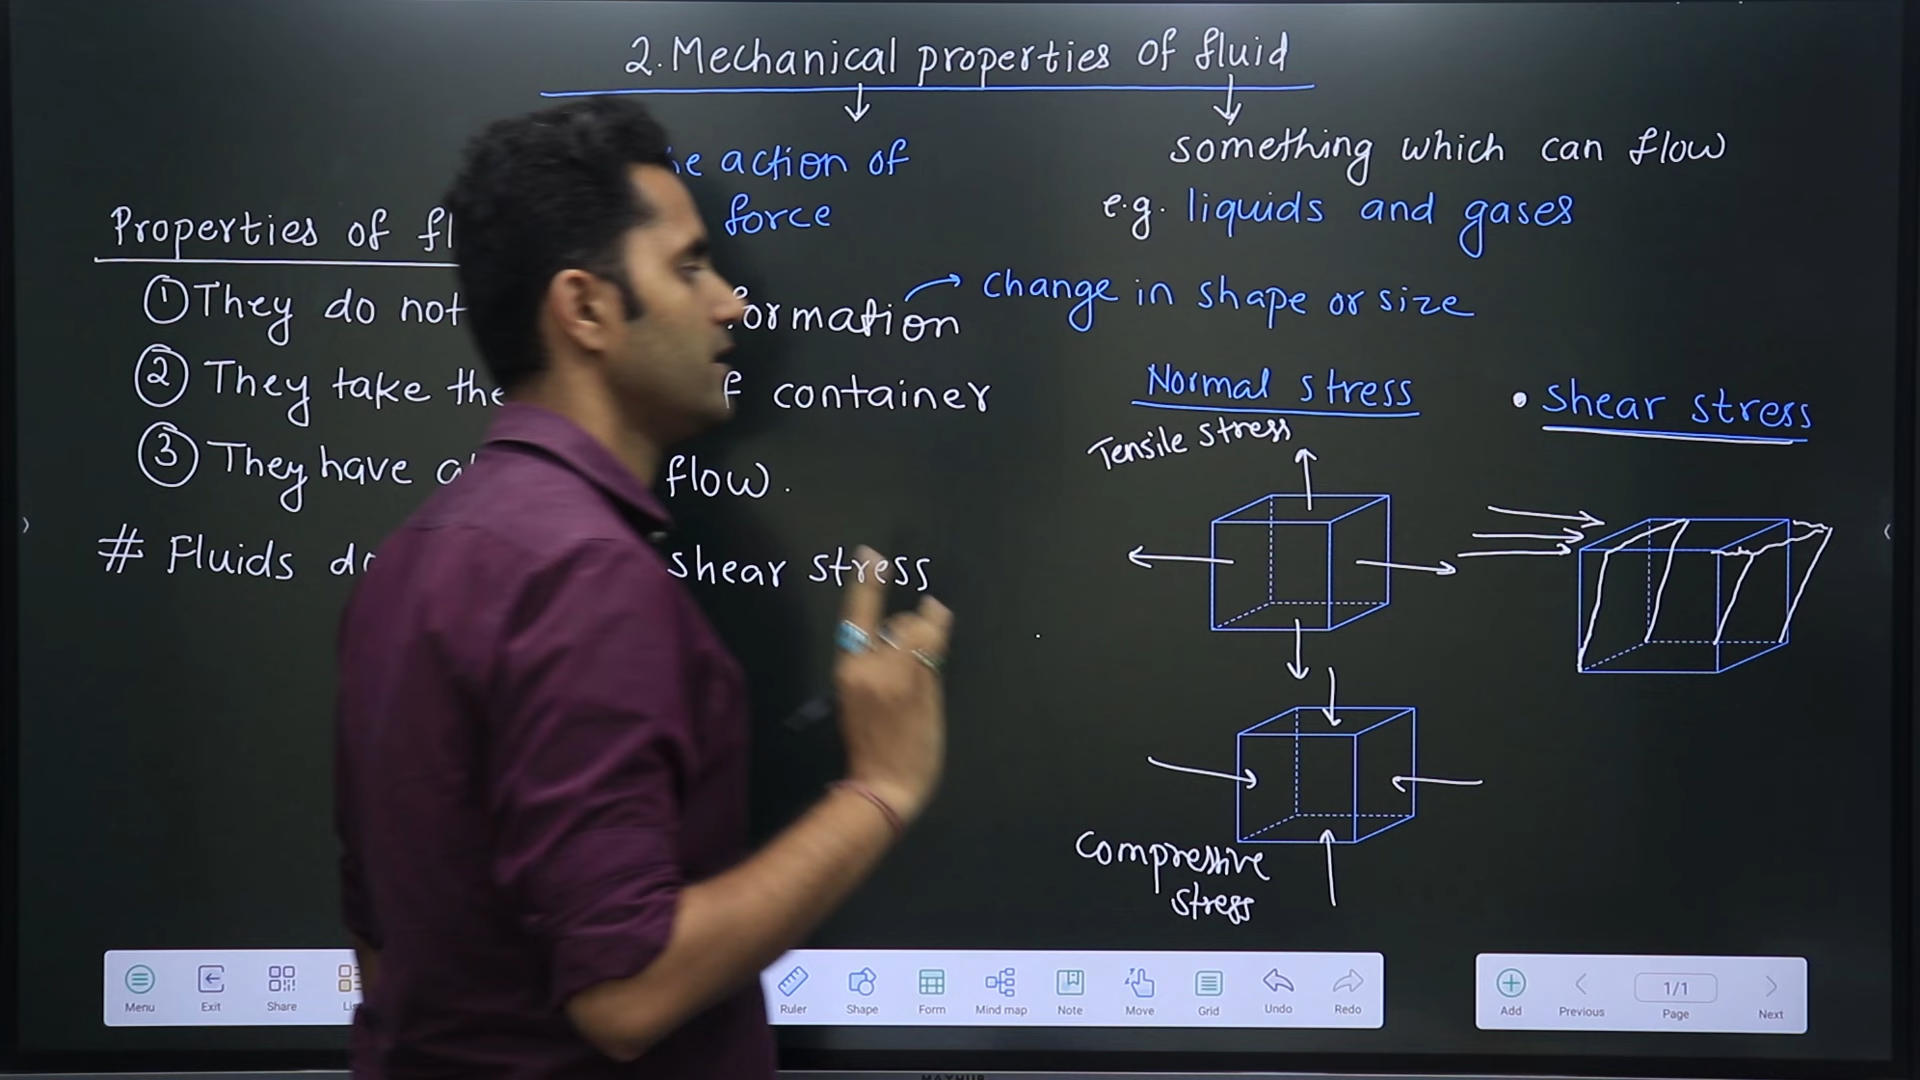 2. Mechanical properties of fluid
action of
force
something which can flow
e.g. liquids and gases
Properties of
① They do not
change in shape or size
② They take the
container
③ They have
flow.
# Fluids
shear stress
Normal stress
• shear stress
Tensile stress
Compressive
stress
Menu
Exit
Share
Ruler
Shape
Form
Mind map
Note
Move
Grid
Undo
Redo
Add
Previous
1/1
Page
Next